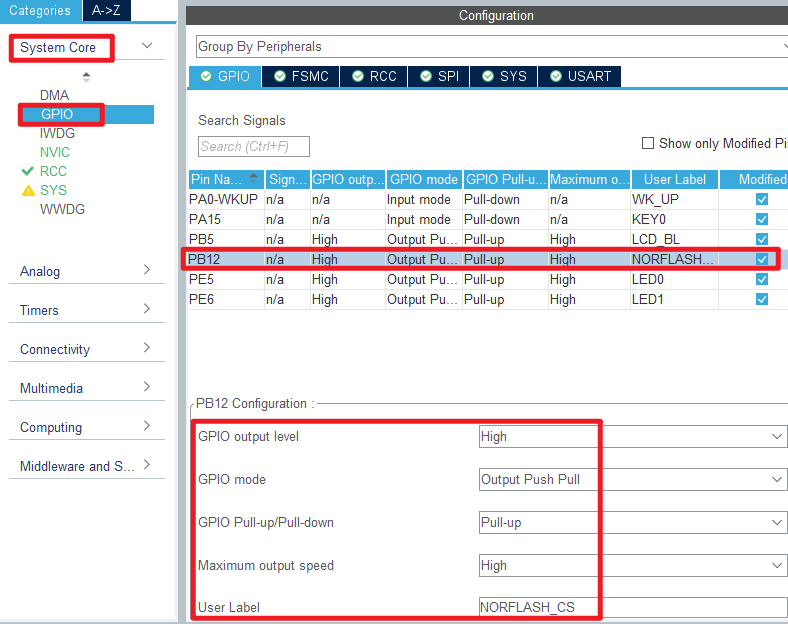 Categories A->Z
System Core
DMA
GPIO
IWDG
NVIC
RCC
SYS
WWDG
Analog
Timers
Connectivity
Multimedia
Computing
Middleware and S...
Configuration
Group By Peripherals
GPIO FSMC RCC SPI SYS USART
Search Signals
Search (Ctrl+F)
Show only Modified Pi
Pin Na... Sign... GPIO outp... GPIO mode GPIO Pull-u... Maximum o... User Label Modified
PA0-WKUP n/a n/a Input mode Pull-down n/a WK_UP
PA15 n/a n/a Input mode Pull-down n/a KEY0
PB5 n/a High Output Pu... Pull-up High LCD_BL
PB12 n/a High Output Pu... Pull-up High NORFLASH...
PE5 n/a High Output Pu... Pull-up High LED0
PE6 n/a High Output Pu... Pull-up High LED1
PB12 Configuration :
GPIO output level High
GPIO mode Output Push Pull
GPIO Pull-up/Pull-down Pull-up
Maximum output speed High
User Label NORFLASH_CS